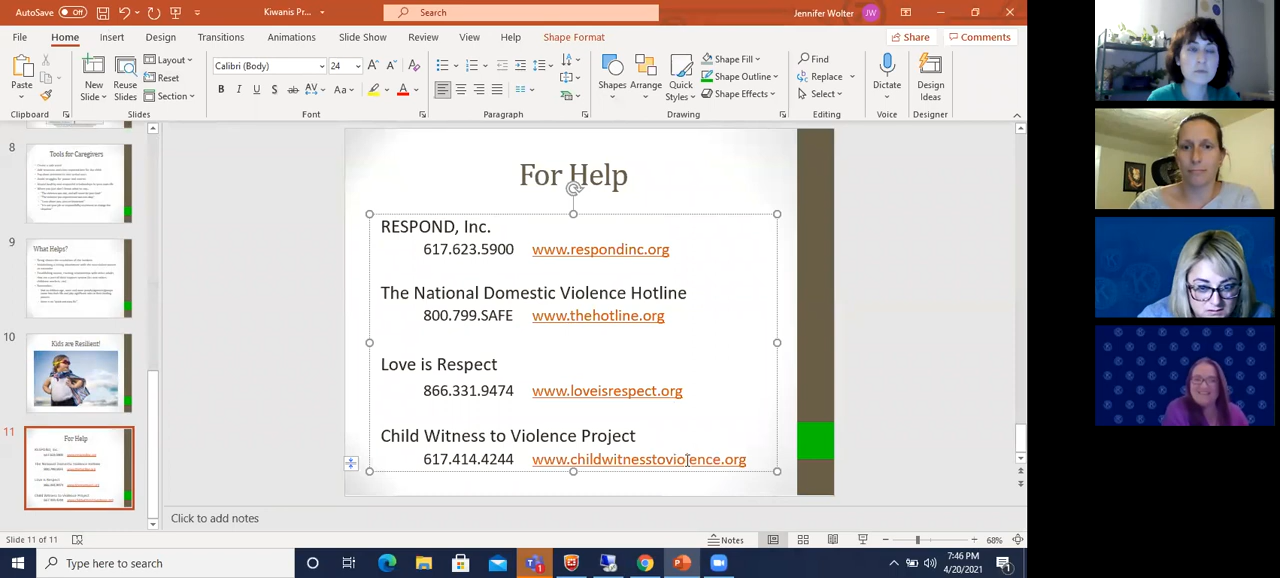 AutoSave Off Kiwanis Pr... Search Jennifer Wolter JW
File Home Insert Design Transitions Animations Slide Show Review View Help Shape Format Share Comments
Paste New Slide Reuse Slides Layout Reset Section Calibri (Body) 24 Shapes Arrange Quick Styles Shape Fill Shape Outline Shape Effects Find Replace Select Dictate Design Ideas
Clipboard Slides Font Paragraph Drawing Editing Voice Designer
8
Tools for Caregivers
9
What Helps?
10
Kids are Resilient!
11
For Help
For Help
RESPOND, Inc.
617.623.5900 www.respondinc.org
The National Domestic Violence Hotline
800.799.SAFE www.thehotline.org
Love is Respect
866.331.9474 www.loveisrespect.org
Child Witness to Violence Project
617.414.4244 www.childwitnesstoviolence.org
Click to add notes
Slide 11 of 11 Notes 68%
Type here to search 7:46 PM
4/20/2021